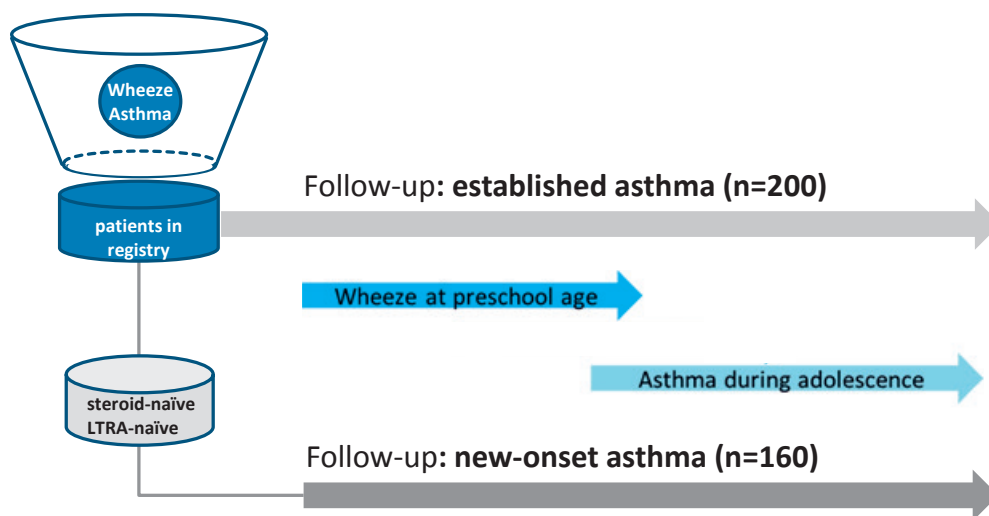 Wheeze
Asthma
Follow-up: established asthma (n=200)
patients in
registry
Wheeze at preschool age
Asthma during adolescence
steroid-naïve
LTRA-naïve
Follow-up: new-onset asthma (n=160)